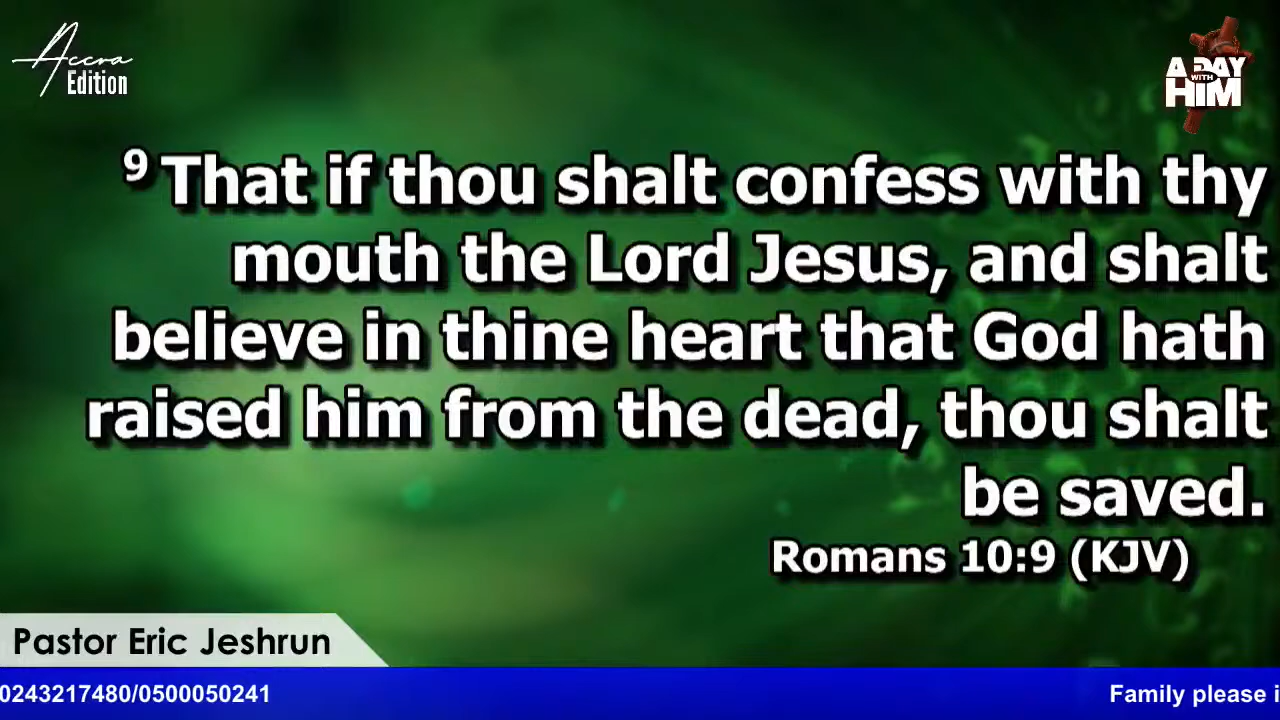 Accra
Edition
A DAY
WITH
HIM
9 That if thou shalt confess with thy
mouth the Lord Jesus, and shalt
believe in thine heart that God hath
raised him from the dead, thou shalt
be saved.
Romans 10:9 (KJV)
Pastor Eric Jeshrun
0243217480/0500050241
Family please i